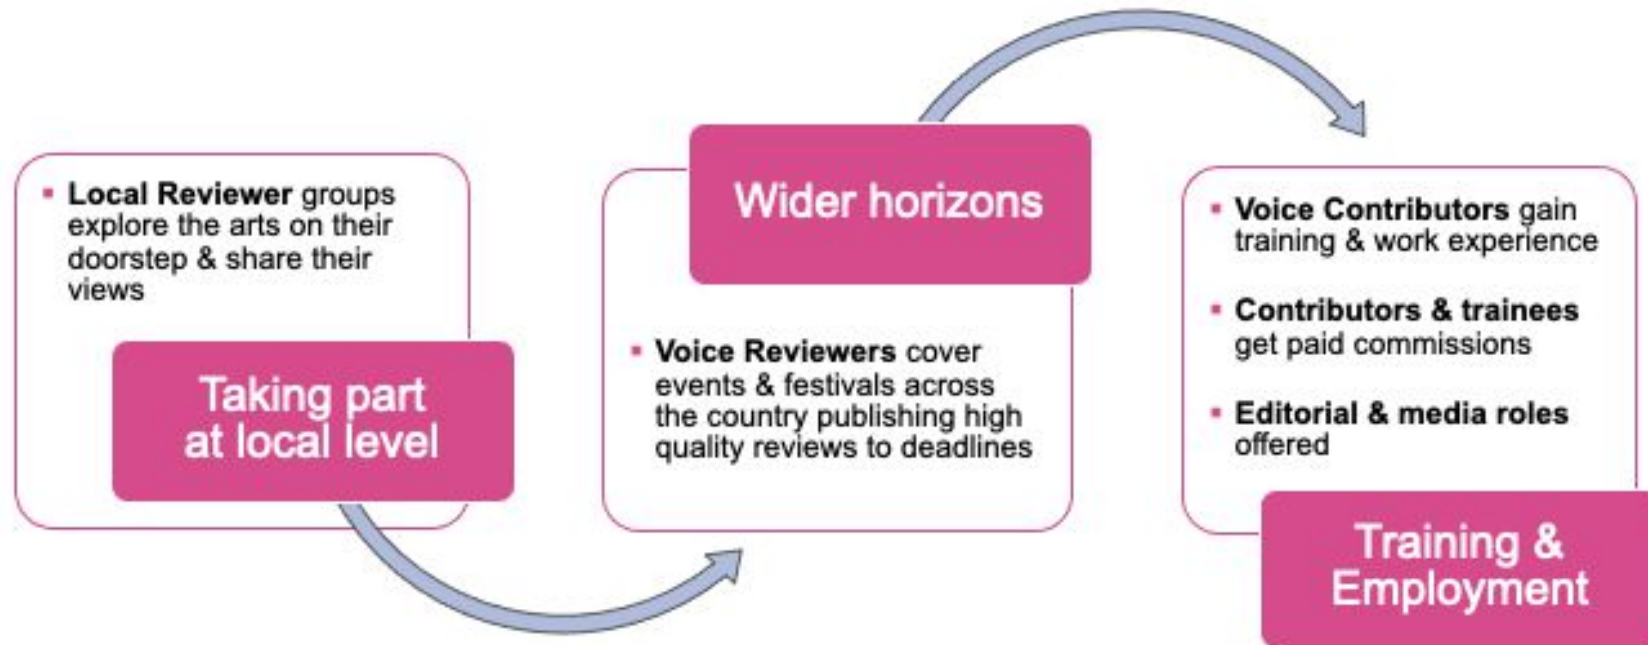 ▪ Local Reviewer groups
explore the arts on their
doorstep & share their
views
Taking part
at local level
Wider horizons
▪ Voice Reviewers cover
events & festivals across
the country publishing high
quality reviews to deadlines
▪ Voice Contributors gain
training & work experience
▪ Contributors & trainees
get paid commissions
▪ Editorial & media roles
offered
Training &
Employment